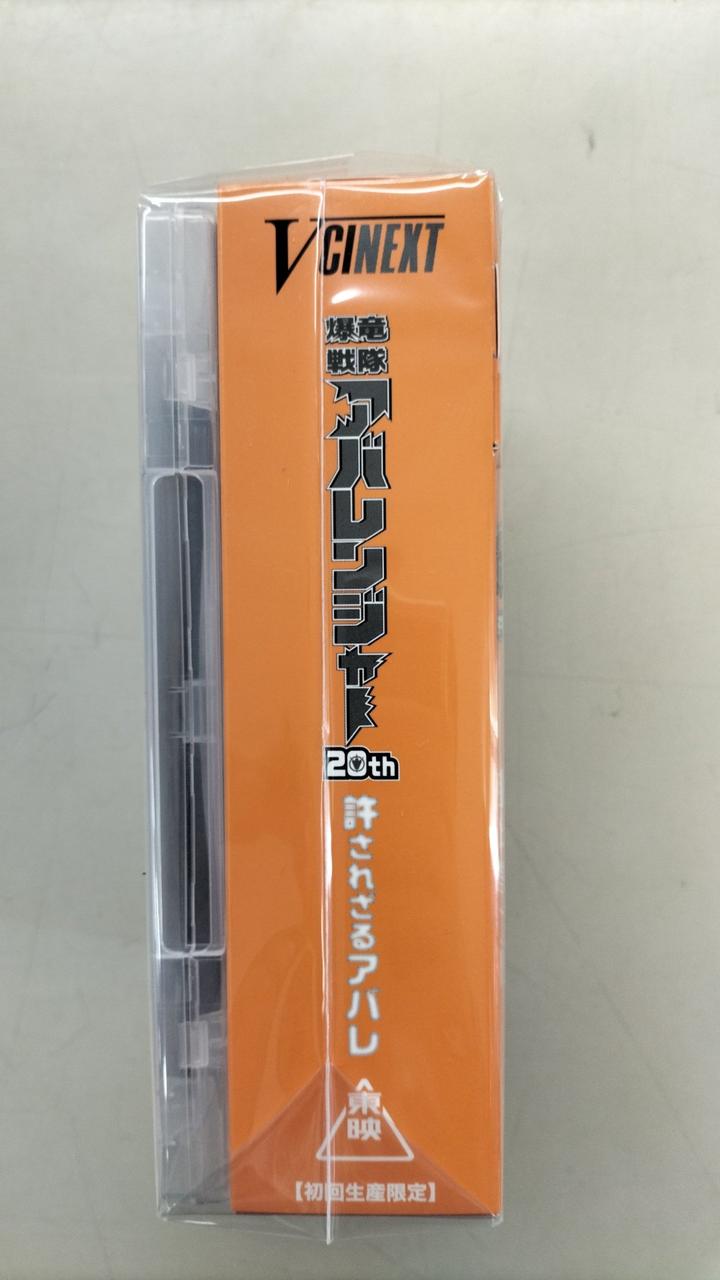 V CINEXT
爆竜
戦隊
アバレンジャー
20th
許されざるアバレ
東映
【初回生産限定】